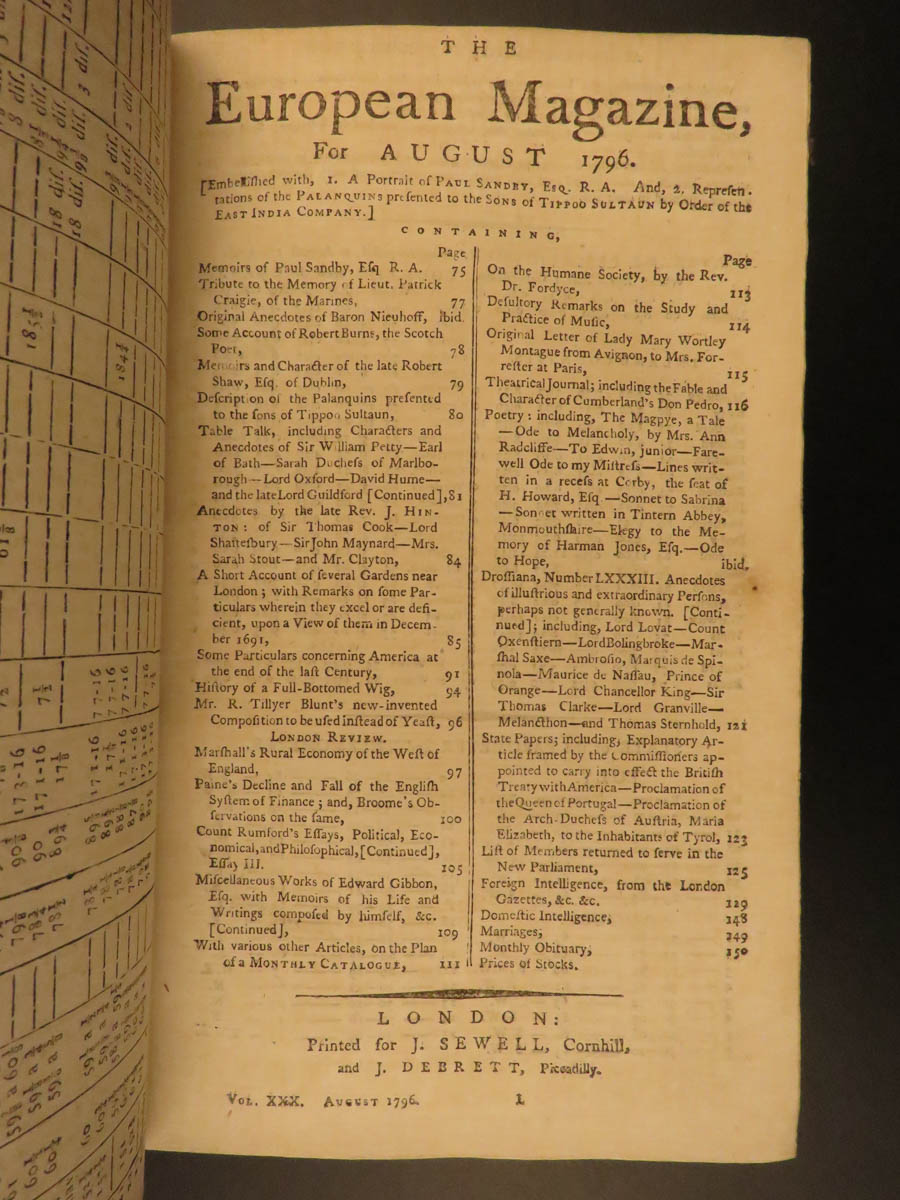 THE
European Magazine,
For AUGUST 1796.
[Embelliſhed with, 1. A Portrait of PAUL SANDBY, ESQ. R. A. And, 2. Repreſen-
tations of the PALANQUINS preſented to the SONS of TIPPOO SULTAUN by Order of the
EAST INDIA COMPANY.]
CONTAINING,
Page
Memoirs of Paul Sandby, Eſq R. A. 75
Tribute to the Memory of Lieut. Patrick
Craigie, of the Marines, 77
Original Anecdotes of Baron Nieuhoff, ibid.
Some Account of Robert Burns, the Scotch
Poet, 78
Memoirs and Character of the late Robert
Shaw, Eſq. of Dublin, 79
Deſcription of the Palanquins preſented
to the ſons of Tippoo Sultaun, 80
Table Talk, including Characters and
Anecdotes of Sir William Petty—Earl
of Bath—Sarah Ducheſs of Marlbo-
rough—Lord Oxford—David Hume—
and the late Lord Guildford [Continued], 81
Anecdotes by the late Rev. J. HIN-
TON: of Sir Thomas Cook—Lord
Shafteſbury—Sir John Maynard—Mrs.
Sarah Stout—and Mr. Clayton, 84
A Short Account of ſeveral Gardens near
London; with Remarks on ſome Par-
ticulars wherein they excel or are defi-
cient, upon a View of them in Decem-
ber 1691, 85
Some Particulars concerning America at
the end of the laſt Century, 91
Hiſtory of a Full-Bottomed Wig, 94
Mr. R. Tillyer Blunt's new-invented
Compoſition to be uſed inſtead of Yeaſt, 96
LONDON REVIEW.
Marſhall's Rural Economy of the Weſt of
England, 97
Paine's Decline and Fall of the Engliſh
Syſtem of Finance; and, Broome's Ob-
ſervations on the ſame, 100
Count Rumford's Eſſays, Political, Eco-
nomical, and Philoſophical, [Continued],
Eſſay III. 105
Miſcellaneous Works of Edward Gibbon,
Eſq. with Memoirs of his Life and
Writings compoſed by himſelf, &c.
[Continued], 109
With various other Articles, on the Plan
of a MONTHLY CATALOGUE, 111
Page
On the Humane Society, by the Rev.
Dr. Fordyce, 113
Deſultory Remarks on the Study and
Practice of Muſic, 114
Original Letter of Lady Mary Wortley
Montague from Avignon, to Mrs. For-
reſter at Paris, 115
Theatrical Journal; including the Fable and
Character of Cumberland's Don Pedro, 116
Poetry: including, The Magpye, a Tale
—Ode to Melancholy, by Mrs. Ann
Radcliffe—To Edwin, junior—Fare-
well Ode to my Miſtreſs—Lines writ-
ten in a receſs at Corby, the ſeat of
H. Howard, Eſq—Sonnet to Sabrina
—Sonnet written in Tintern Abbey,
Monmouthſhire—Elegy to the Me-
mory of Harman Jones, Eſq.—Ode
to Hope, ibid.
Droſſiana, Number LXXXIII. Anecdotes
of illuſtrious and extraordinary Perſons,
perhaps not generally known. [Conti-
nued]; including, Lord Lovat—Count
Oxenſtiern—Lord Bolingbroke—Mar-
ſhal Saxe—Ambroſio, Marquis de Spi-
nola—Maurice de Naſſau, Prince of
Orange—Lord Chancellor King—Sir
Thomas Clarke—Lord Granville—
Melancthon—and Thomas Sternhold, 121
State Papers; including, Explanatory Ar-
ticle framed by the Commiſſioners ap-
pointed to carry into effect the Britiſh
Treaty with America—Proclamation of
the Queen of Portugal—Proclamation of
the Arch-Ducheſs of Auſtria, Maria
Elizabeth, to the Inhabitants of Tyrol, 123
Liſt of Members returned to ſerve in the
New Parliament, 125
Foreign Intelligence, from the London
Gazettes, &c. &c. 129
Domeſtic Intelligence, 148
Marriages, 149
Monthly Obituary, 150
Prices of Stocks.
LONDON:
Printed for J. SEWELL, Cornhill,
and J. DEBRETT, Piccadilly.
VOL. XXX. AUGUST 1796. L